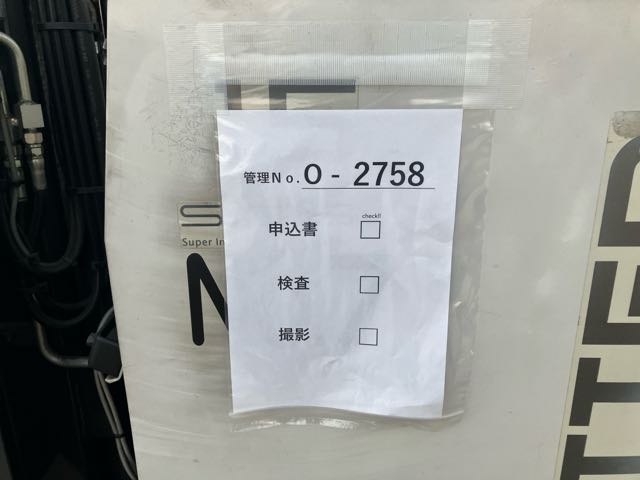 管理No. O - 2758
check!!
申込書 □
検査 □
撮影 □
Super In